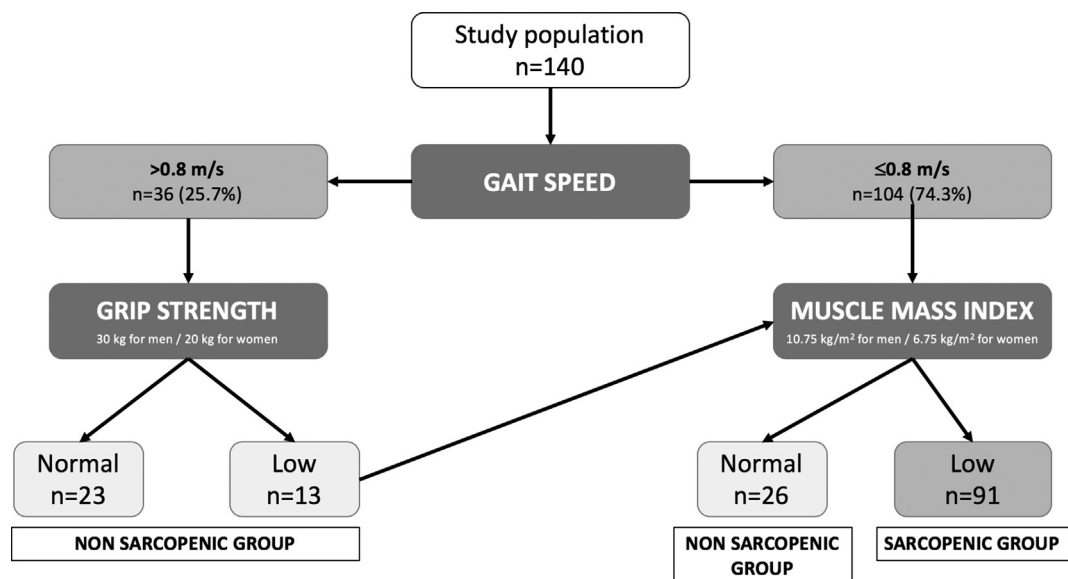 Study population
n=140
>0.8 m/s
n=36 (25.7%)
GAIT SPEED
≤0.8 m/s
n=104 (74.3%)
GRIP STRENGTH
30 kg for men / 20 kg for women
MUSCLE MASS INDEX
10.75 kg/m² for men / 6.75 kg/m² for women
Normal
n=23
Low
n=13
Normal
n=26
Low
n=91
NON SARCOPENIC GROUP
NON SARCOPENIC
GROUP
SARCOPENIC GROUP